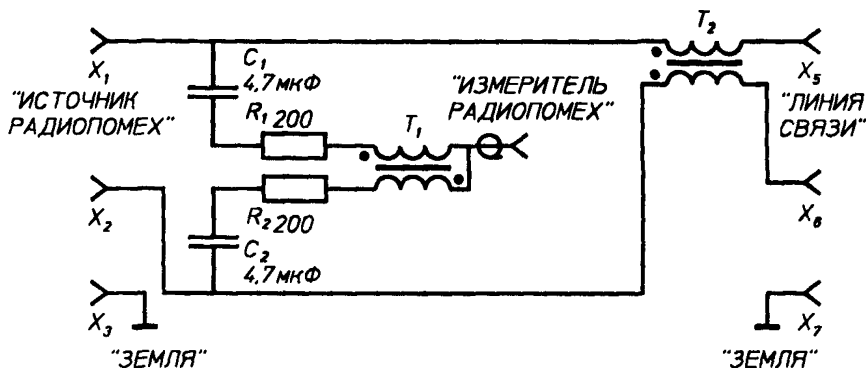 T₂
X₁
C₁
4,7 мкФ
"ИСТОЧНИК
РАДИОПОМЕХ"
R₁ 200
T₁
"ИЗМЕРИТЕЛЬ
РАДИОПОМЕХ"
X₅
"ЛИНИЯ
СВЯЗИ"
X₂
R₂ 200
C₂
4,7 мкФ
X₆
X₃
"ЗЕМЛЯ"
X₇
"ЗЕМЛЯ"